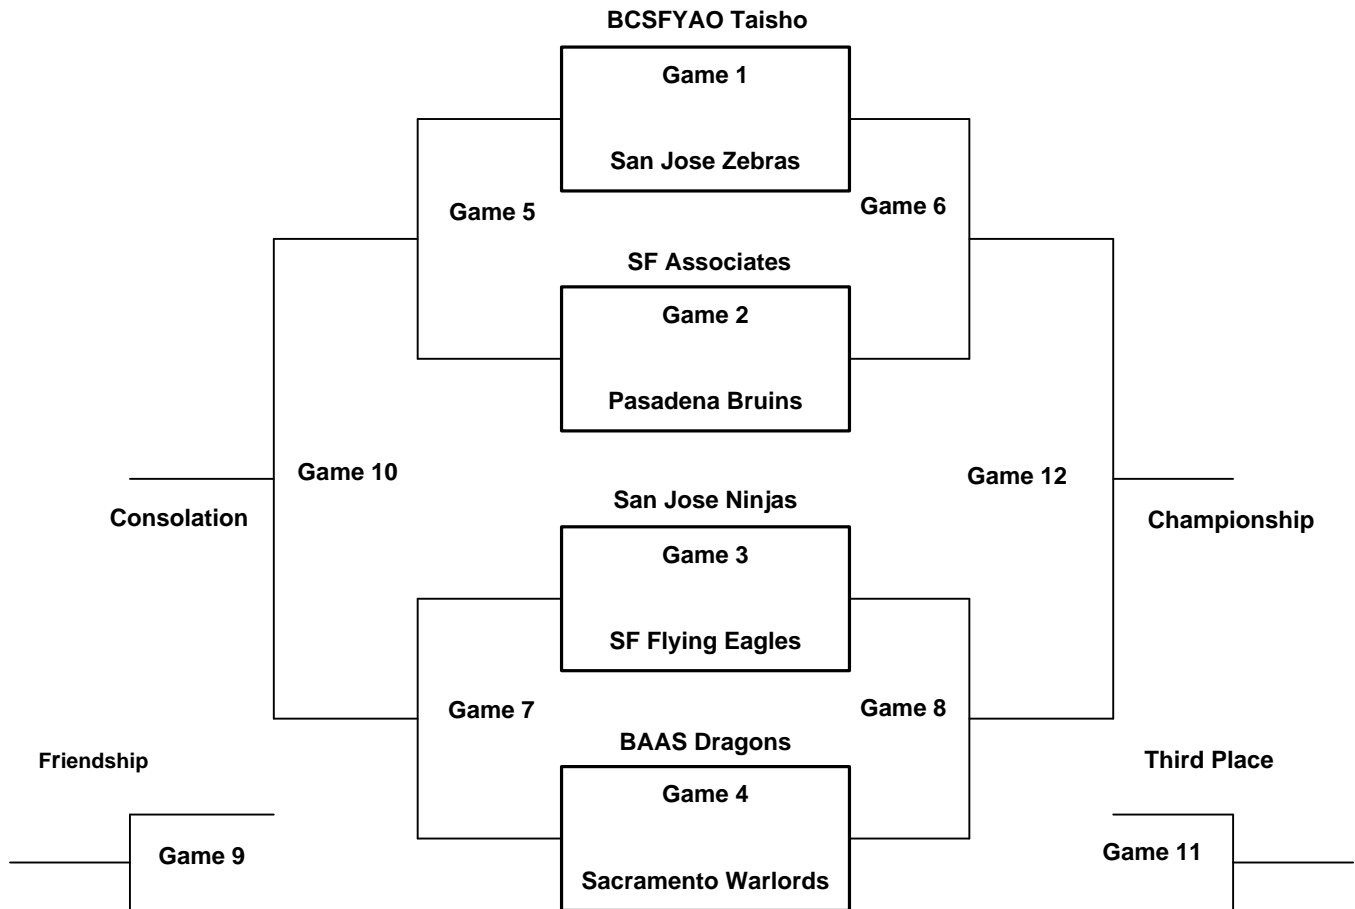 BCSFYAO Taisho
Game 1
San Jose Zebras
Game 5
Game 6
SF Associates
Game 2
Pasadena Bruins
Game 10
Game 12
San Jose Ninjas
Consolation
Championship
Game 3
SF Flying Eagles
Game 7
Game 8
BAAS Dragons
Friendship
Third Place
Game 4
Game 9
Game 11
Sacramento Warlords